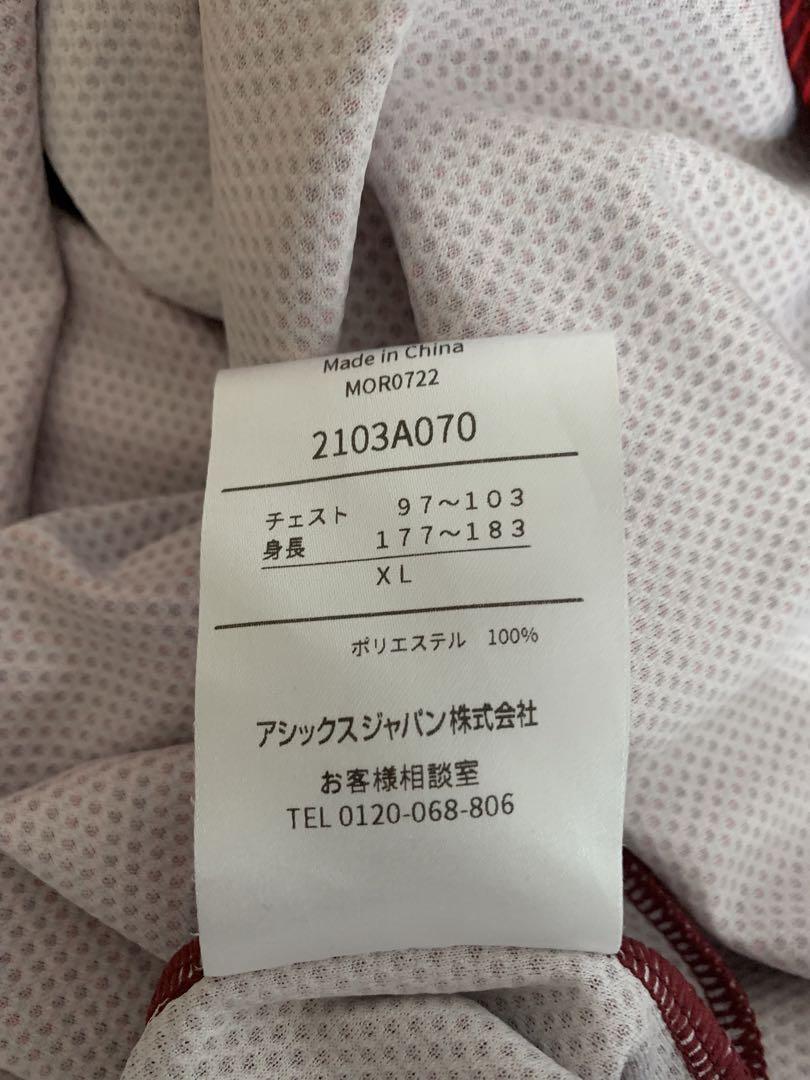 Made in China
MOR0722
2103A070
チェスト 97～103
身長 177～183
XL
ポリエステル 100%
アシックスジャパン株式会社
お客様相談室
TEL 0120-068-806